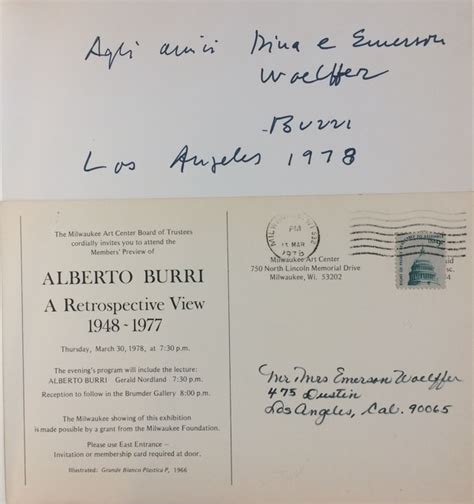 Agli amici Dina e Emerson
Woelffer
Burri
Los Angeles 1978
The Milwaukee Art Center Board of Trustees
cordially invites you to attend the
Members' Preview of
ALBERTO BURRI
A Retrospective View
1948 - 1977
Thursday, March 30, 1978, at 7:30 p.m.
The evening's program will include the lecture:
ALBERTO BURRI Gerald Nordland 7:30 p.m.
Reception to follow in the Brumder Gallery 8:00 p.m.
The Milwaukee showing of this exhibition
is made possible by a grant from the Milwaukee Foundation.
Please use East Entrance –
Invitation or membership card required at door.
Illustrated: Grande Bianco Plastica P, 1966
PM
MAR
Milwaukee Art Center
750 North Lincoln Memorial Drive
Milwaukee, Wi. 53202
Mr Mrs Emerson Woelffer
475 Dustin
Los Angeles, Cal. 90065